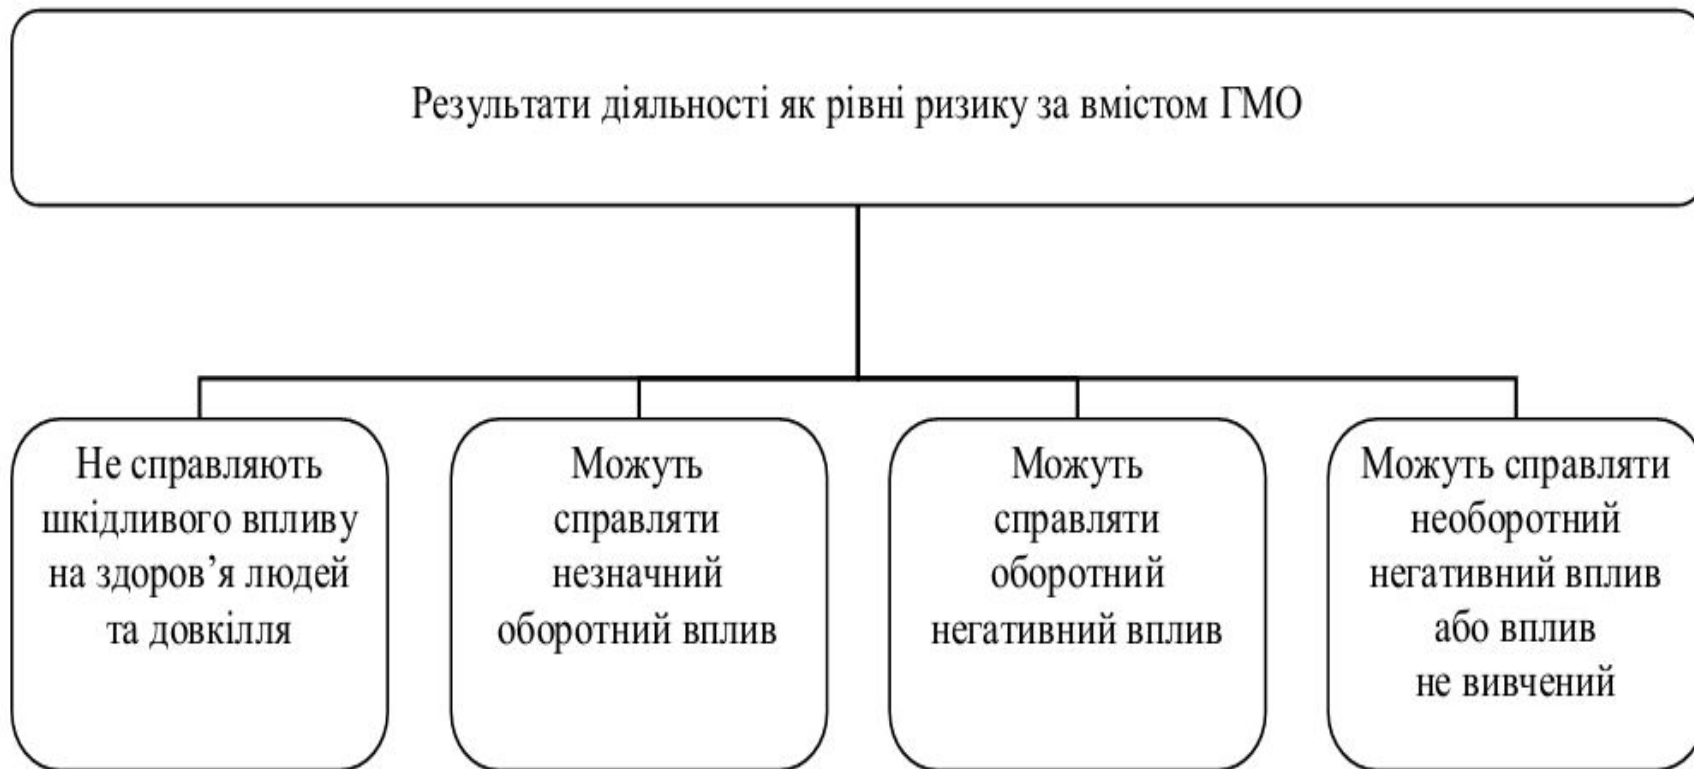 Результати діяльності як рівні ризику за вмістом ГМО
Не справляють
шкідливого впливу
на здоров’я людей
та довкілля
Можуть
справляти
незначний
оборотний вплив
Можуть
справляти
оборотний
негативний вплив
Можуть справляти
необоротний
негативний вплив
або вплив
не вивчений